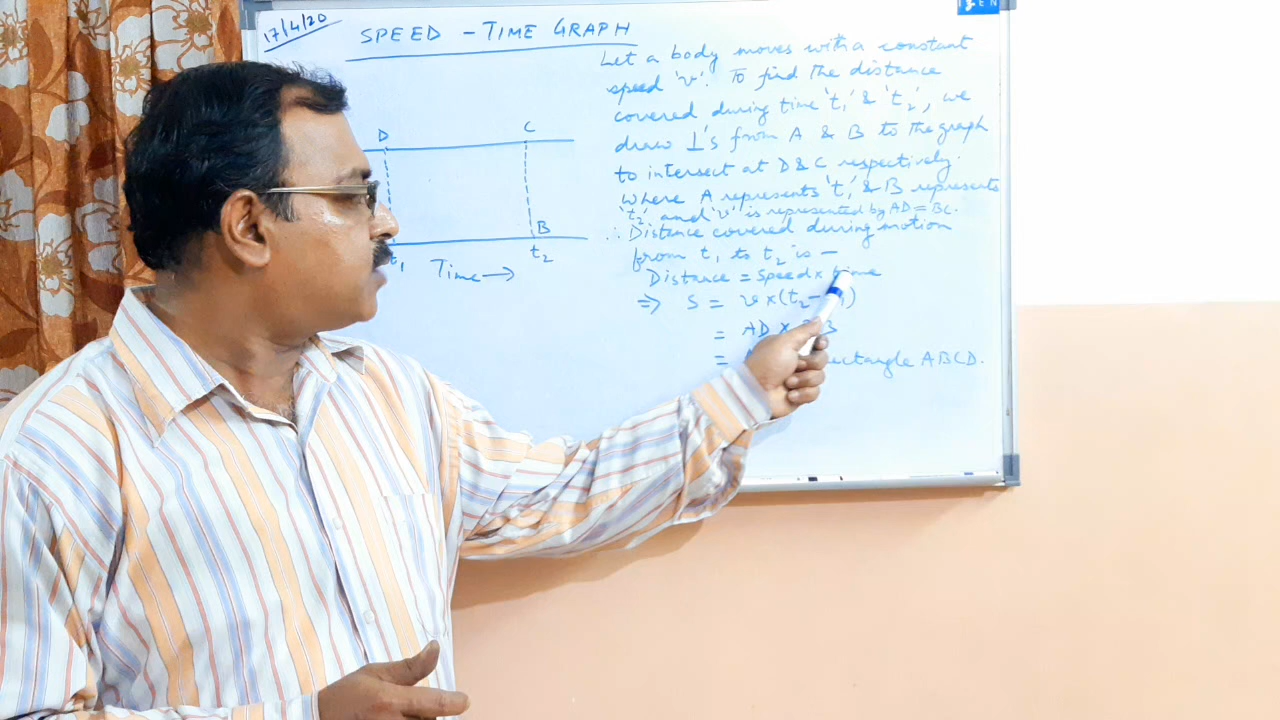 17/4/20
SPEED - TIME GRAPH
D
C
B
t₁
t₂
Time →
Let a body moves with a constant
speed 'v'. To find the distance
covered during time 't₁' & 't₂', we
draw ⊥'s from A & B to the graph
to intersect at D & C respectively.
where A represents 't₁' & B represents
't₂' and 'v' is represented by AD = BC.
∴ Distance covered during motion
from t₁ to t₂ is –
Distance = Speed × time
⇒ S = v × (t₂ –
= AD ×
= ectangle ABCD.